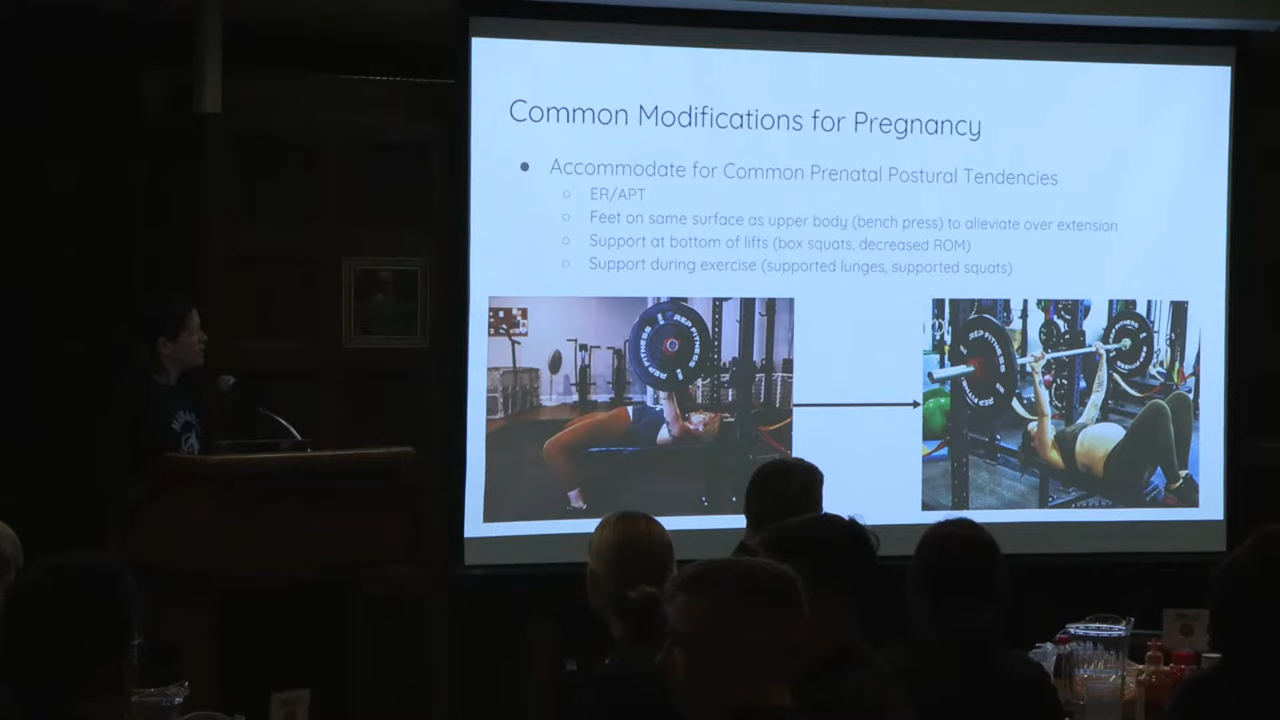 Common Modifications for Pregnancy
● Accommodate for Common Prenatal Postural Tendencies
○ ER/APT
○ Feet on same surface as upper body (bench press) to alleviate over extension
○ Support at bottom of lifts (box squats, decreased ROM)
○ Support during exercise (supported lunges, supported squats)
REP FITNESS
REP FITNESS
REP FITNESS